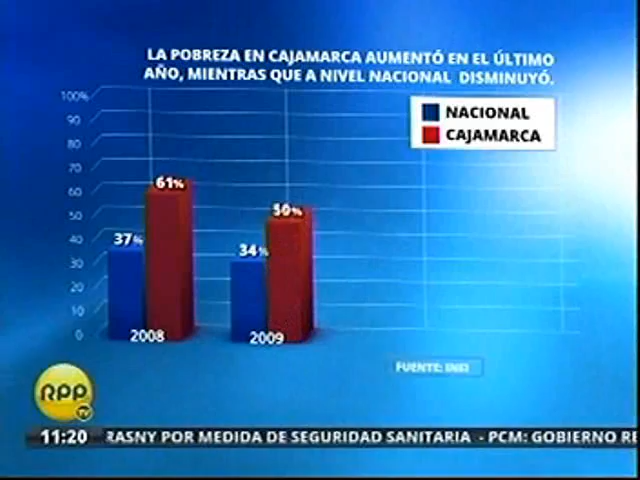 LA POBREZA EN CAJAMARCA AUMENTÓ EN EL ÚLTIMO
AÑO, MIENTRAS QUE A NIVEL NACIONAL DISMINUYÓ.
NACIONAL
CAJAMARCA
100%
90
80
70
60
50
40
30
20
10
0
37%
61%
34%
50%
2008
2009
FUENTE: INEI
RPP
TV
11:20 RASNY POR MEDIDA DE SEGURIDAD SANITARIA - PCM: GOBIERNO RE